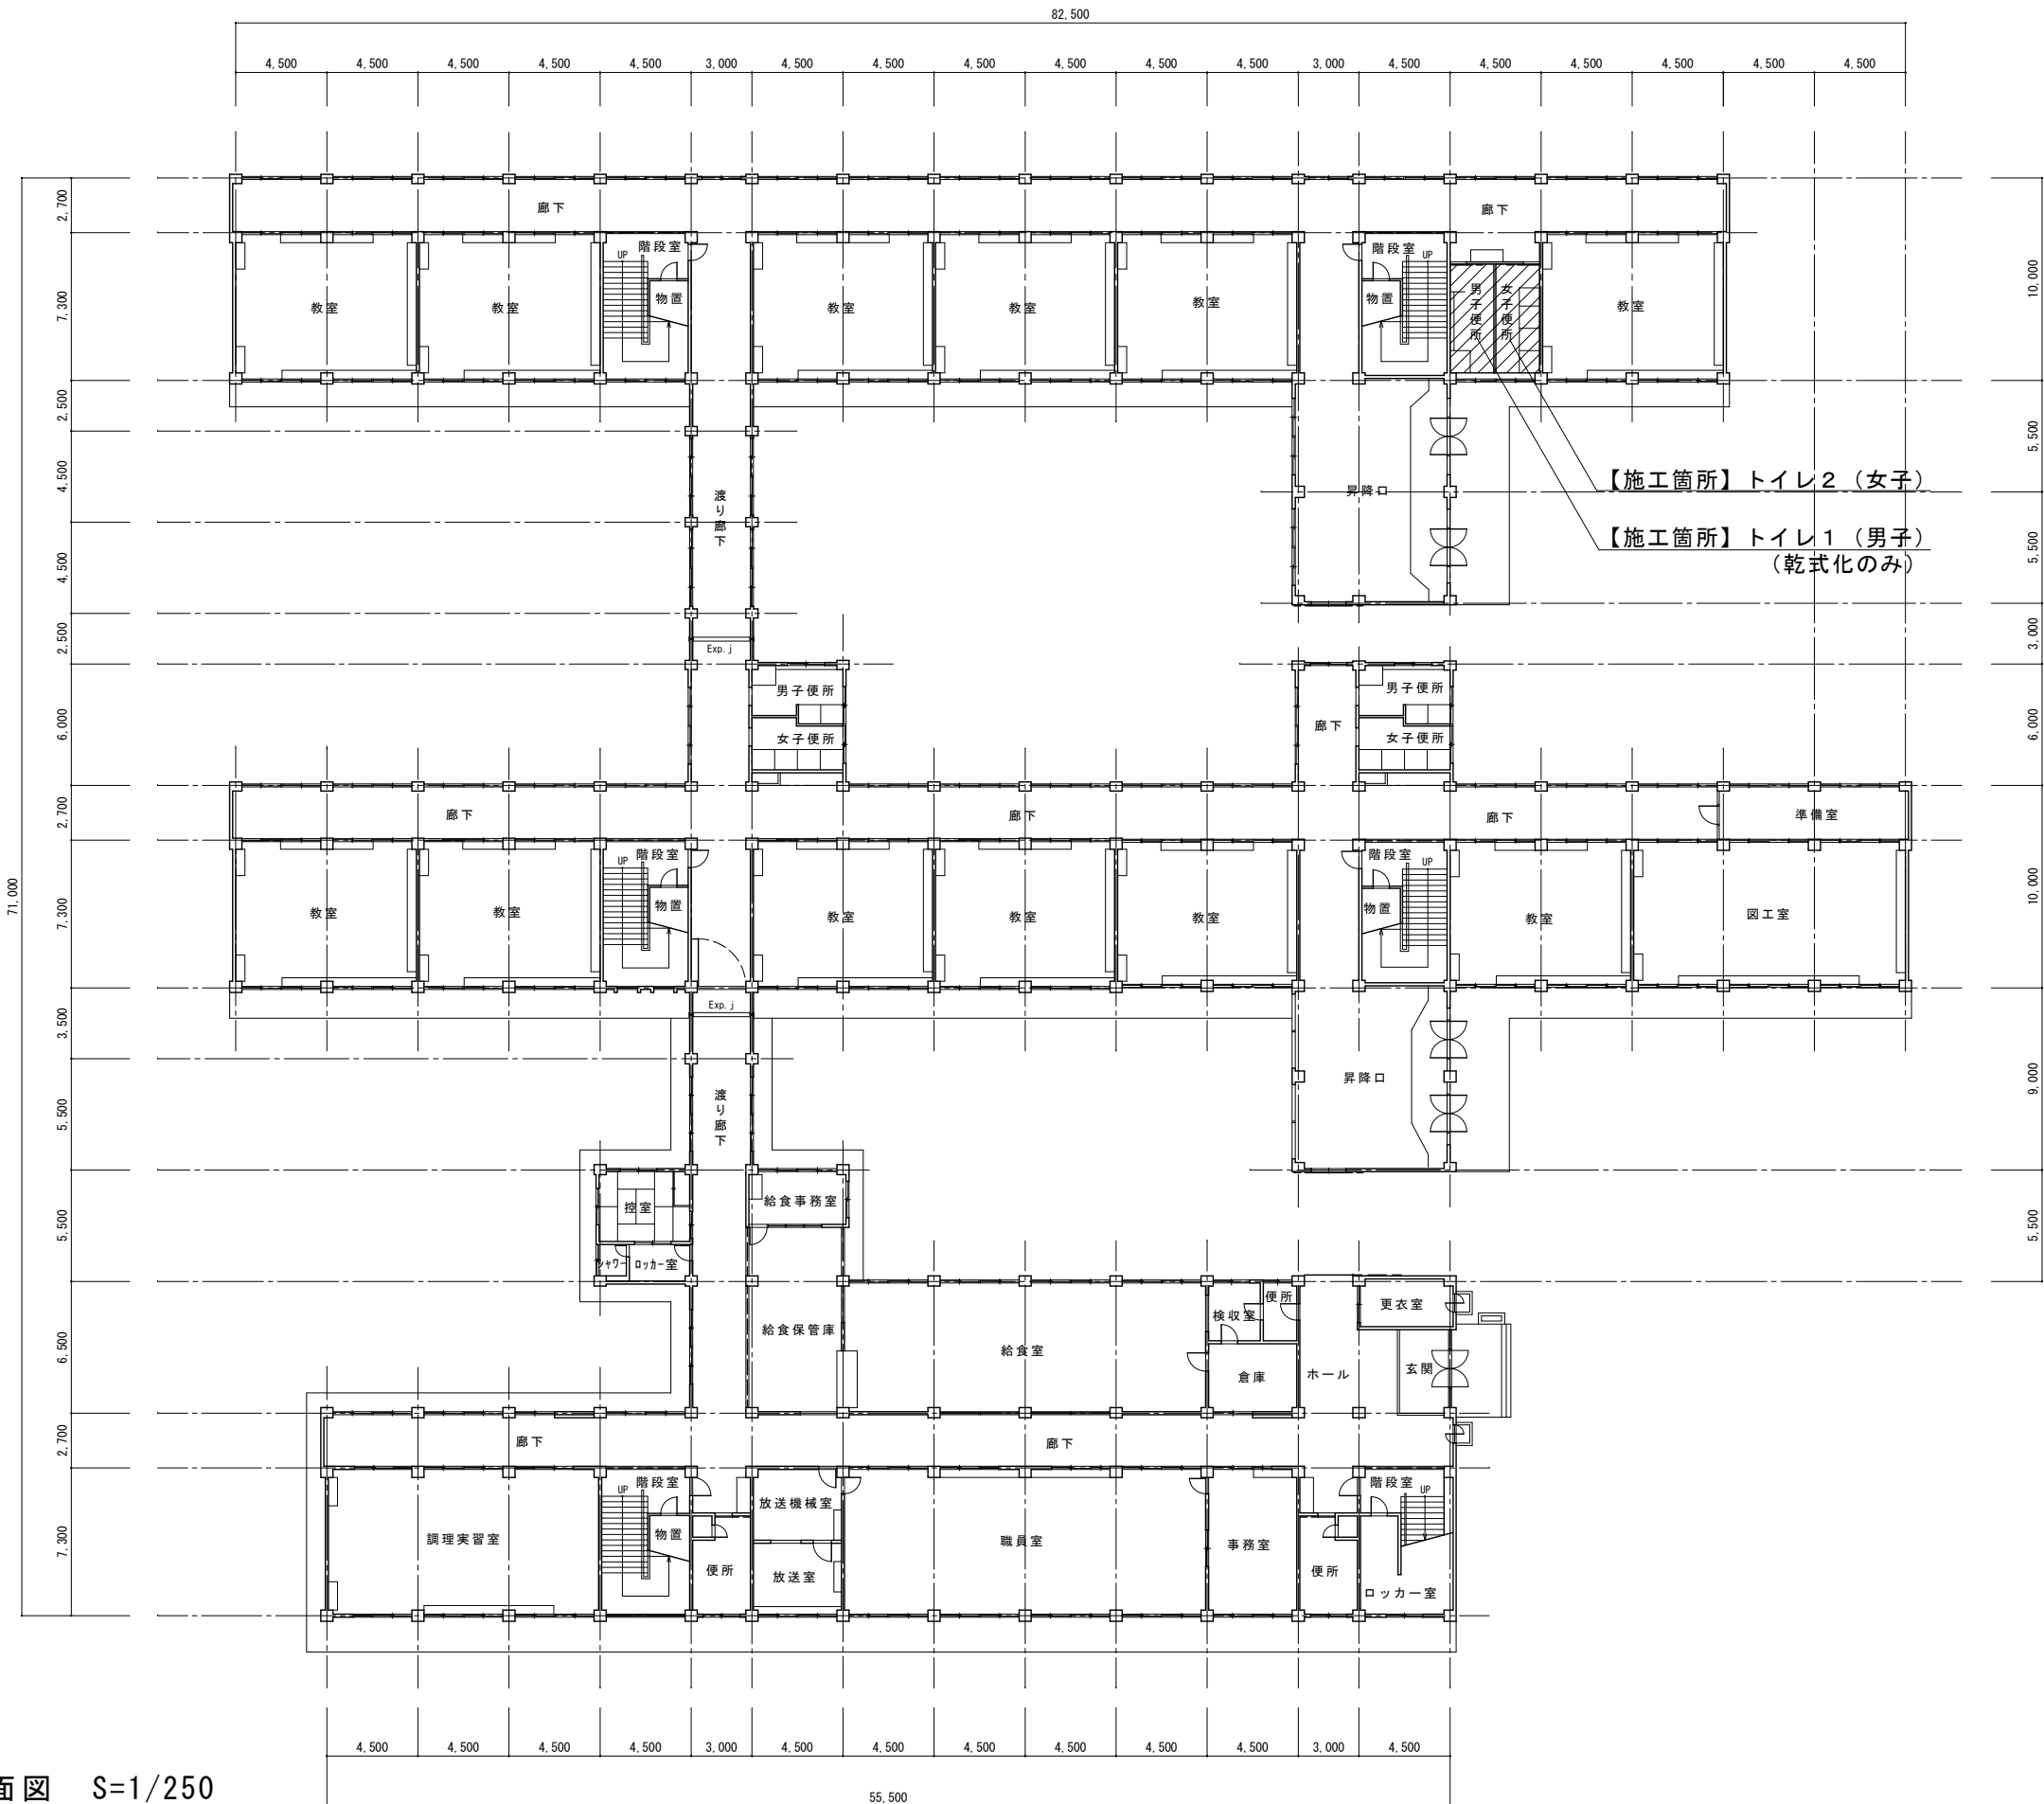 82,500
4,500 4,500 4,500 4,500 4,500 3,000 4,500 4,500 4,500 4,500 4,500 4,500 3,000 4,500 4,500 4,500 4,500 4,500 4,500
71,000
2,700
7,300
2,500
4,500
4,500
2,500
6,000
2,700
7,300
3,500
5,500
5,500
6,500
2,700
7,300
10,000
5,500
5,500
3,000
6,000
10,000
9,000
5,500
廊下 廊下
階段室 階段室
UP UP
教室 教室 物置 教室 教室 教室 物置 男子便所 女子便所 教室
渡り廊下
昇降口
【施工箇所】トイレ2（女子）
【施工箇所】トイレ1（男子）
（乾式化のみ）
Exp.j
男子便所 男子便所
廊下
女子便所 女子便所
廊下 廊下 廊下 準備室
階段室 階段室
UP UP
教室 教室 物置 教室 教室 教室 物置 教室 図工室
Exp.j
渡り廊下
昇降口
控室 給食事務室
シャワー ロッカー室
検収室 便所 更衣室
給食保管庫 給食室 倉庫 ホール 玄関
廊下 廊下
階段室 階段室
UP UP
放送機械室
調理実習室 物置 職員室 事務室
便所 放送室 便所
ロッカー室
4,500 4,500 4,500 4,500 3,000 4,500 4,500 4,500 4,500 4,500 4,500 3,000 4,500
55,500
面図 S=1/250